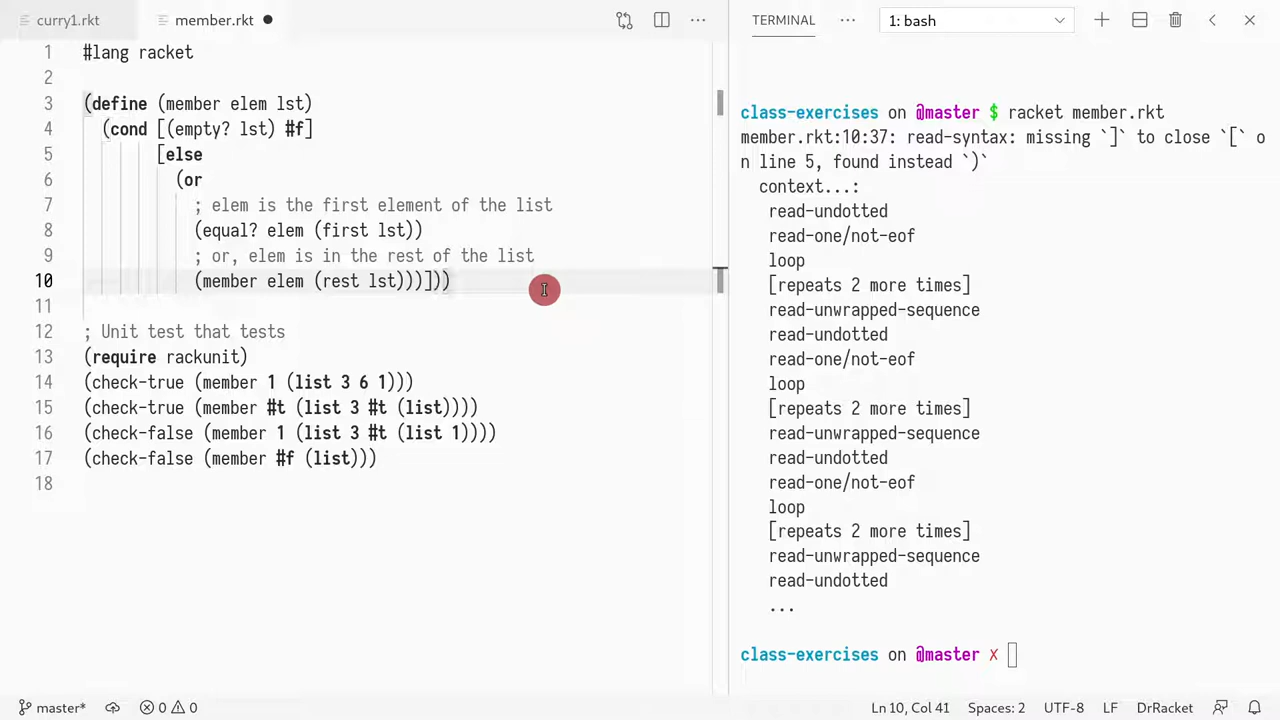 curry1.rkt
member.rkt
1 #lang racket
2
3 (define (member elem lst)
4 (cond [(empty? lst) #f]
5 [else
6 (or
7 ; elem is the first element of the list
8 (equal? elem (first lst))
9 ; or, elem is in the rest of the list
10 (member elem (rest lst)))]))
11
12 ; Unit test that tests
13 (require rackunit)
14 (check-true (member 1 (list 3 6 1)))
15 (check-true (member #t (list 3 #t (list))))
16 (check-false (member 1 (list 3 #t (list 1))))
17 (check-false (member #f (list)))
18
TERMINAL ··· 1: bash
class-exercises on @master $ racket member.rkt
member.rkt:10:37: read-syntax: missing `]` to close `[` o
n line 5, found instead `)`
context...:
read-undotted
read-one/not-eof
loop
[repeats 2 more times]
read-unwrapped-sequence
read-undotted
read-one/not-eof
loop
[repeats 2 more times]
read-unwrapped-sequence
read-undotted
read-one/not-eof
loop
[repeats 2 more times]
read-unwrapped-sequence
read-undotted
...
class-exercises on @master x
master* 0 0 Ln 10, Col 41 Spaces: 2 UTF-8 LF DrRacket